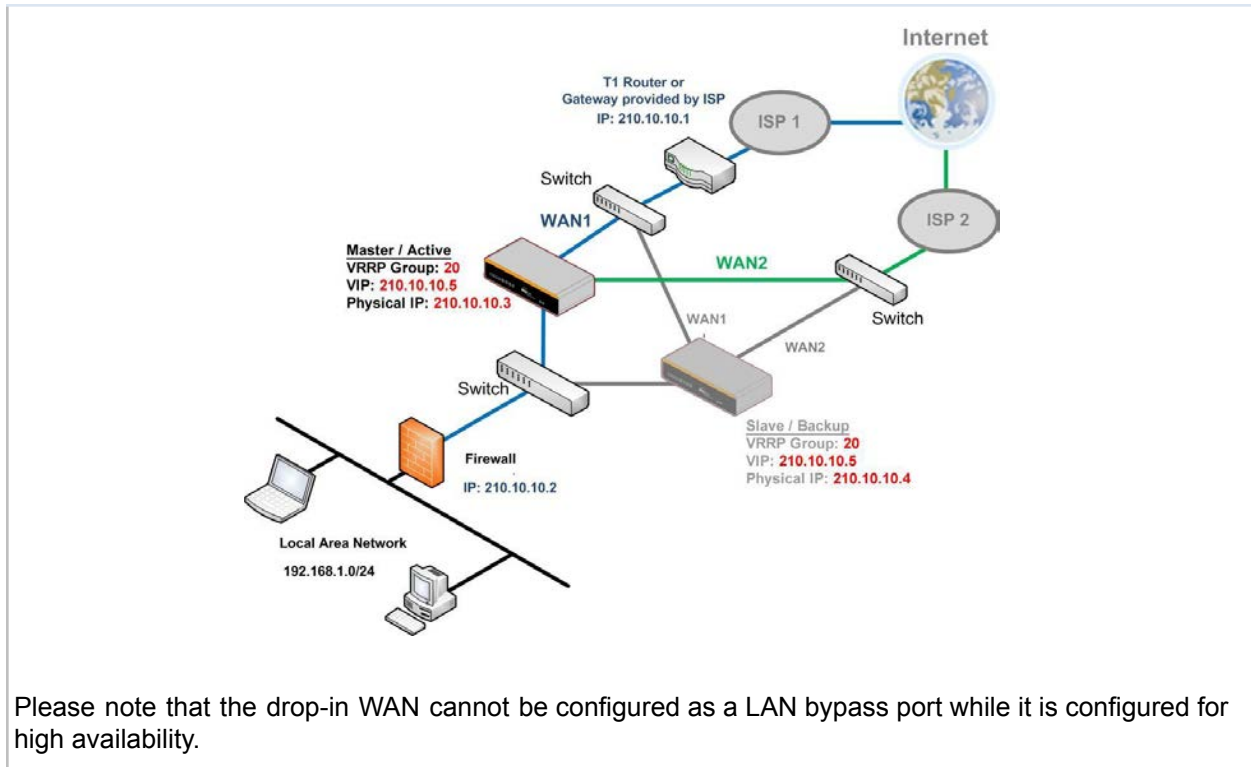 Internet
T1 Router or
Gateway provided by ISP
IP: 210.10.10.1
ISP 1
Switch
WAN1
ISP 2
Master / Active
VRRP Group: 20
VIP: 210.10.10.5
Physical IP: 210.10.10.3
WAN2
Switch
WAN1
WAN2
Switch
Slave / Backup
VRRP Group: 20
VIP: 210.10.10.5
Physical IP: 210.10.10.4
Firewall
IP: 210.10.10.2
Local Area Network
192.168.1.0/24
Please note that the drop-in WAN cannot be configured as a LAN bypass port while it is configured for
high availability.